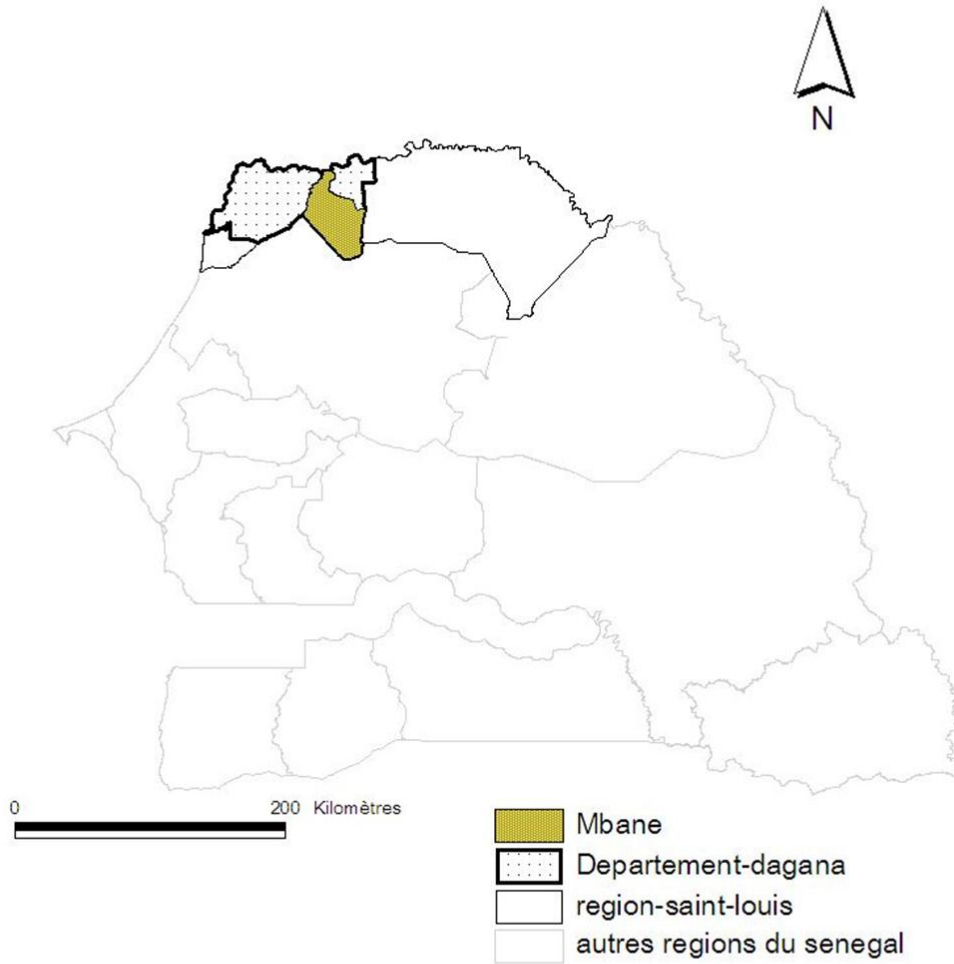 N
0 200 Kilomètres
Mbane
Departement-dagana
region-saint-louis
autres regions du senegal